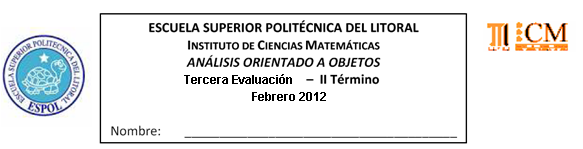 ESCUELA SUPERIOR POLITÉCNICA DEL LITORAL
INSTITUTO DE CIENCIAS MATEMÁTICAS
ANÁLISIS ORIENTADO A OBJETOS
Tercera Evaluación – II Término
Febrero 2012
Nombre: ______________________________________
ESCUELA SUPERIOR POLITECNICA DEL LITORAL
ESPOL
CM